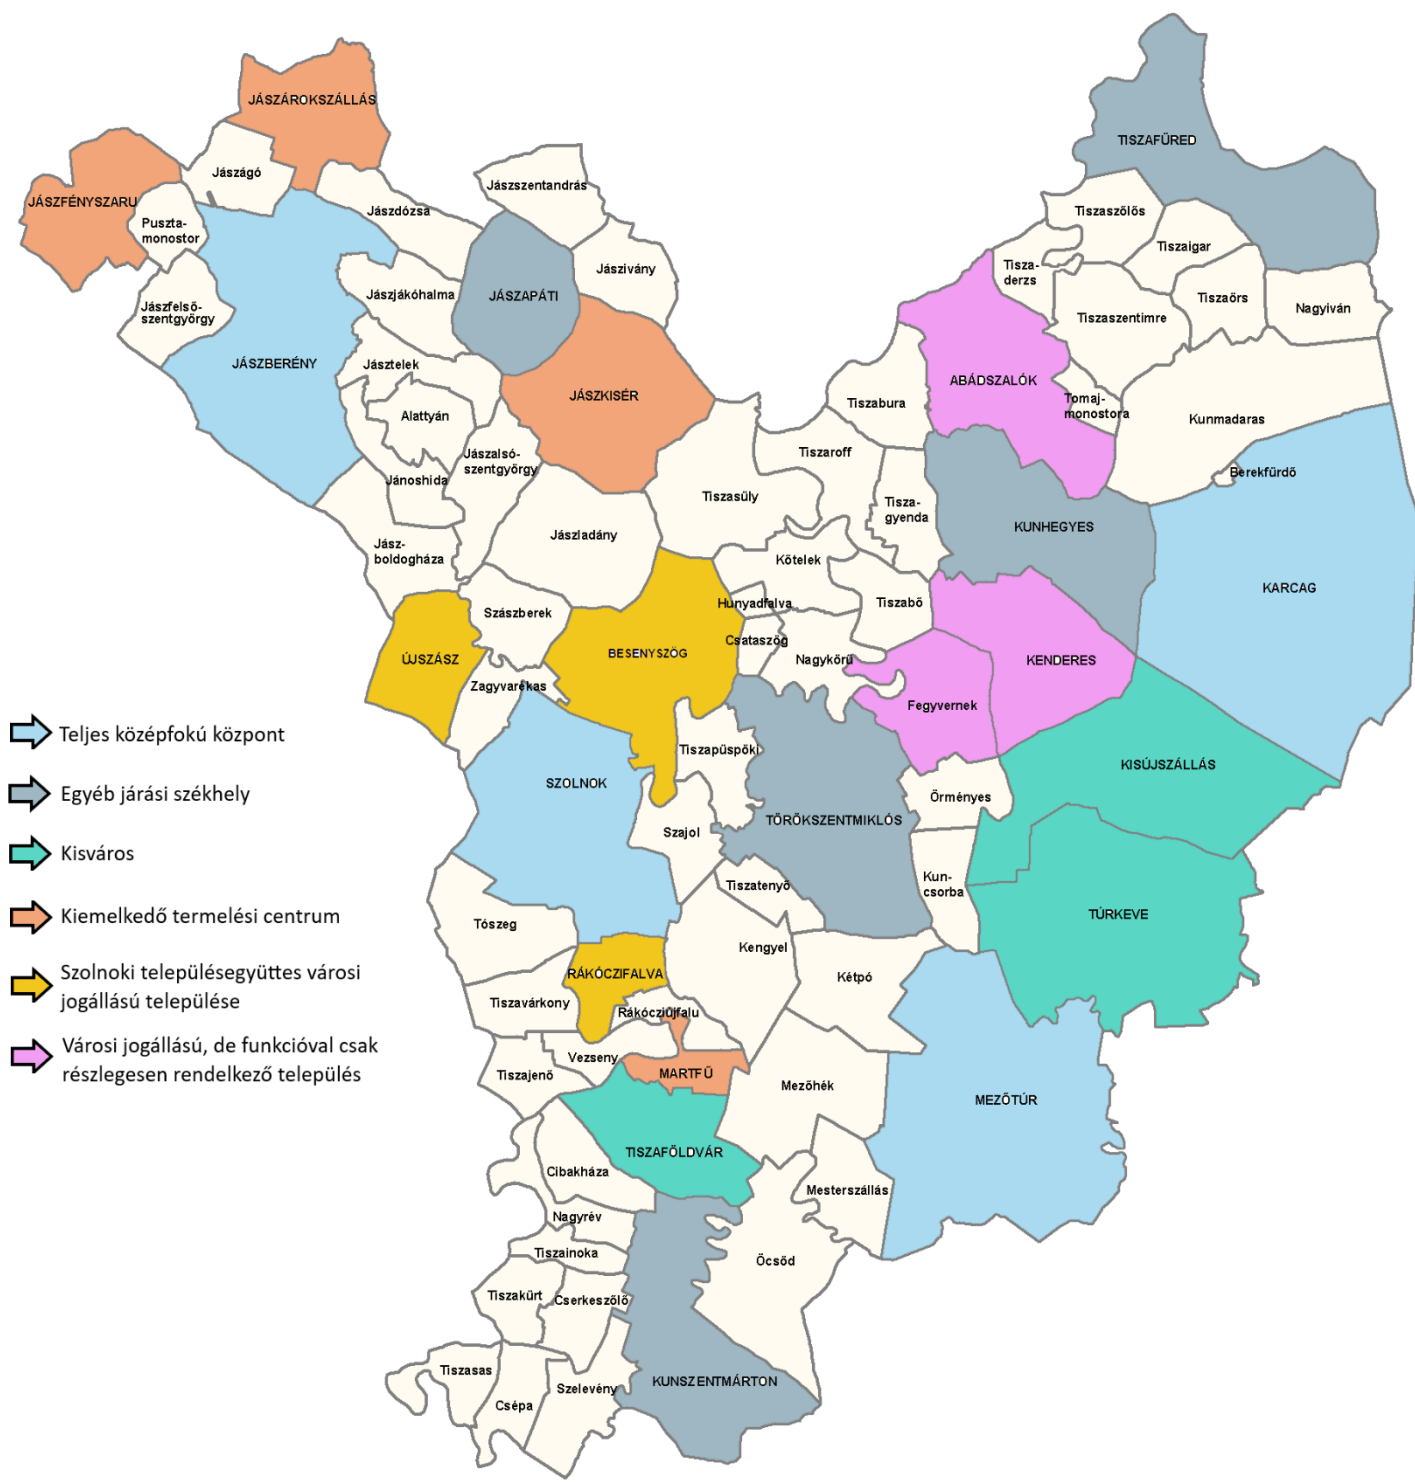 JÁSZÁROKSZÁLLÁS
TISZAFÜRED
Jászágó
Jászszentandrás
JÁSZFÉNYSZARU
Jászdózsa
Tiszaszőlős
Puszta-
monostor
Tiszaigar
Jászivány
Tisza-
derzs
Jászjákóhalma
JÁSZAPÁTI
Tiszaörs
Jászfelső-
szentgyörgy
Nagyiván
Tiszaszentimre
JÁSZBERÉNY
Jásztelek
ABÁDSZALÓK
JÁSZKISÉR
Tiszabura
Tomaj-
monostora
Alattyán
Kunmadaras
Jászalsó-
szentgyörgy
Tiszaroff
Berekfürdő
Jánoshida
Tiszasüly
Tisza-
gyenda
KUNHEGYES
Jászladány
Jász-
boldogháza
Kőtelek
KARCAG
Hunyadfalva
Tiszabő
Szászberek
Csataszög
BESENYSZÖG
ÚJSZÁSZ
Nagykörű
KENDERES
Zagyvarékas
Fegyvernek
Teljes középfokú központ
Tiszapüspöki
KISÚJSZÁLLÁS
SZOLNOK
Egyéb járási székhely
Örményes
TÖRÖKSZENTMIKLÓS
Szajol
Kisváros
Kun-
csorba
Tiszatenyő
Kiemelkedő termelési centrum
TÚRKEVE
Tószeg
Kengyel
Szolnoki településegyüttes városi
jogállású települése
RÁKÓCZIFALVA
Kétpó
Tiszavárkony
Rákócziújfalu
Városi jogállású, de funkcióval csak
részlegesen rendelkező település
Vezseny
Tiszajenő
MARTFŰ
Mezőhék
MEZŐTÚR
TISZAFÖLDVÁR
Cibakháza
Mesterszállás
Nagyrév
Tiszainoka
Öcsöd
Tiszakürt
Cserkeszőlő
Tiszasas
KUNSZENTMÁRTON
Szelevény
Csépa